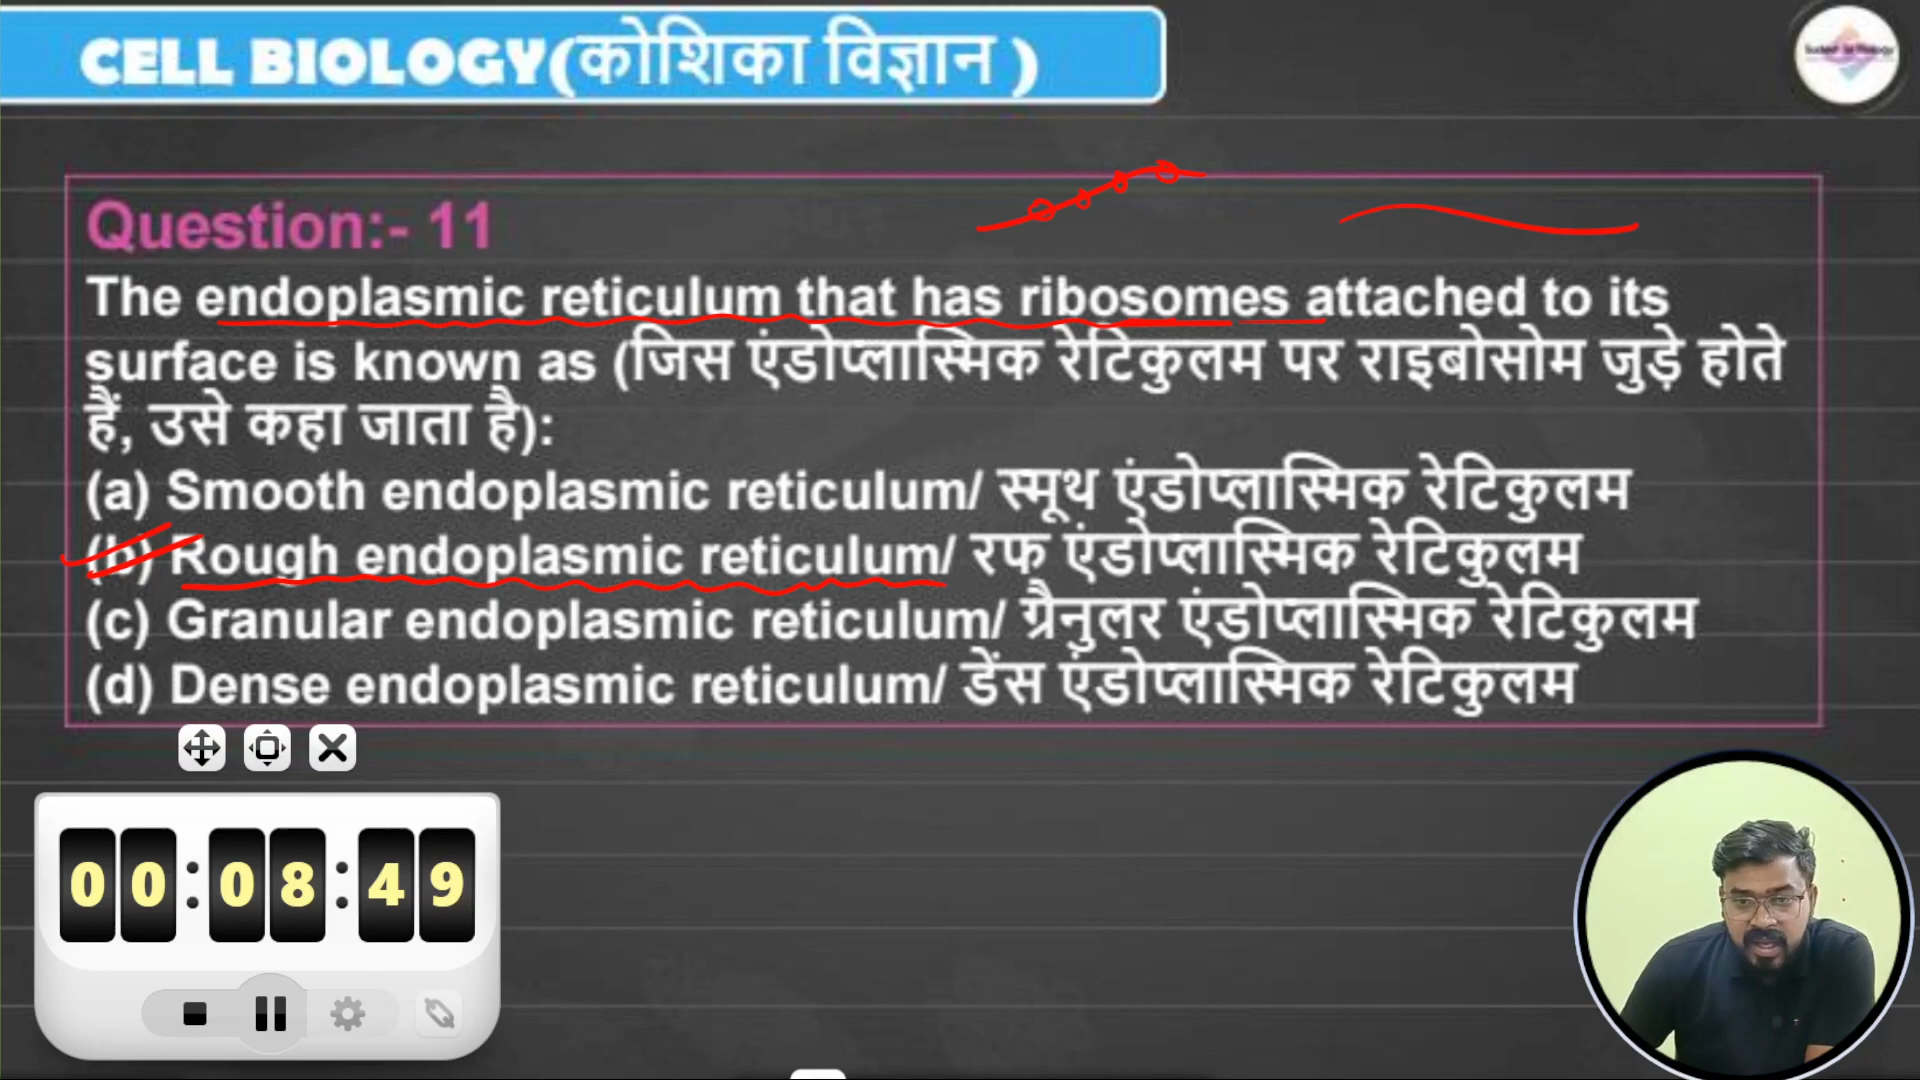 CELL BIOLOGY(कोशिका विज्ञान )
Question:- 11
The endoplasmic reticulum that has ribosomes attached to its
surface is known as (जिस एंडोप्लास्मिक रेटिकुलम पर राइबोसोम जुड़े होते
हैं, उसे कहा जाता है):
(a) Smooth endoplasmic reticulum/ स्मूथ एंडोप्लास्मिक रेटिकुलम
(b) Rough endoplasmic reticulum/ रफ एंडोप्लास्मिक रेटिकुलम
(c) Granular endoplasmic reticulum/ ग्रैनुलर एंडोप्लास्मिक रेटिकुलम
(d) Dense endoplasmic reticulum/ डेंस एंडोप्लास्मिक रेटिकुलम
00:08:49